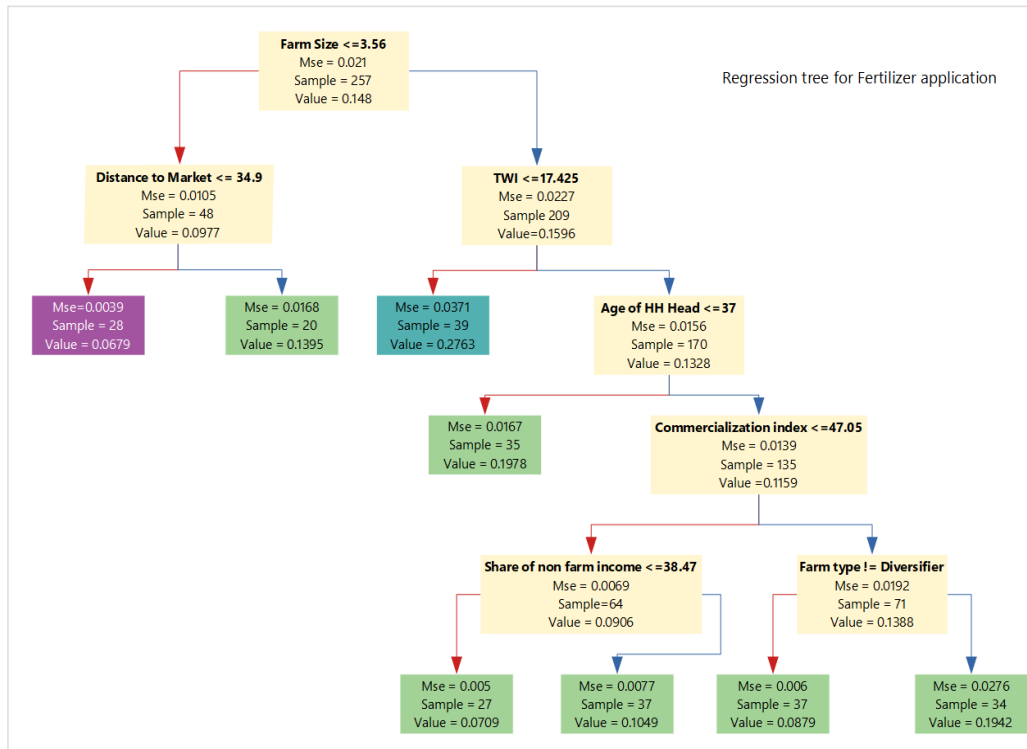 Farm Size <=3.56
Mse = 0.021
Sample = 257
Value = 0.148
Regression tree for Fertilizer application
Distance to Market <= 34.9
Mse = 0.0105
Sample = 48
Value = 0.0977
TWI <=17.425
Mse = 0.0227
Sample 209
Value=0.1596
Mse=0.0039
Sample = 28
Value = 0.0679
Mse = 0.0168
Sample = 20
Value = 0.1395
Mse = 0.0371
Sample = 39
Value = 0.2763
Age of HH Head <=37
Mse = 0.0156
Sample = 170
Value = 0.1328
Mse = 0.0167
Sample = 35
Value = 0.1978
Commercialization index <=47.05
Mse = 0.0139
Sample = 135
Value =0.1159
Share of non farm income <=38.47
Mse = 0.0069
Sample=64
Value = 0.0906
Farm type != Diversifier
Mse = 0.0192
Sample = 71
Value = 0.1388
Mse = 0.005
Sample = 27
Value = 0.0709
Mse = 0.0077
Sample = 37
Value = 0.1049
Mse = 0.006
Sample = 37
Value = 0.0879
Mse = 0.0276
Sample = 34
Value = 0.1942